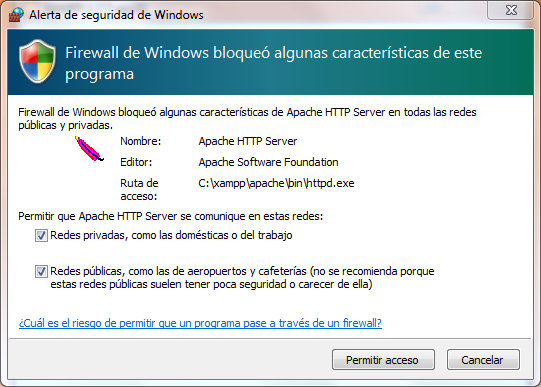 Alerta de seguridad de Windows
Firewall de Windows bloqueó algunas características de este
programa
Firewall de Windows bloqueó algunas características de Apache HTTP Server en todas las redes
públicas y privadas.
Nombre: Apache HTTP Server
Editor: Apache Software Foundation
Ruta de C:\xampp\apache\bin\httpd.exe
acceso:
Permitir que Apache HTTP Server se comunique en estas redes:
Redes privadas, como las domésticas o del trabajo
Redes públicas, como las de aeropuertos y cafeterías (no se recomienda porque
estas redes públicas suelen tener poca seguridad o carecer de ella)
¿Cuál es el riesgo de permitir que un programa pase a través de un firewall?
Permitir acceso Cancelar